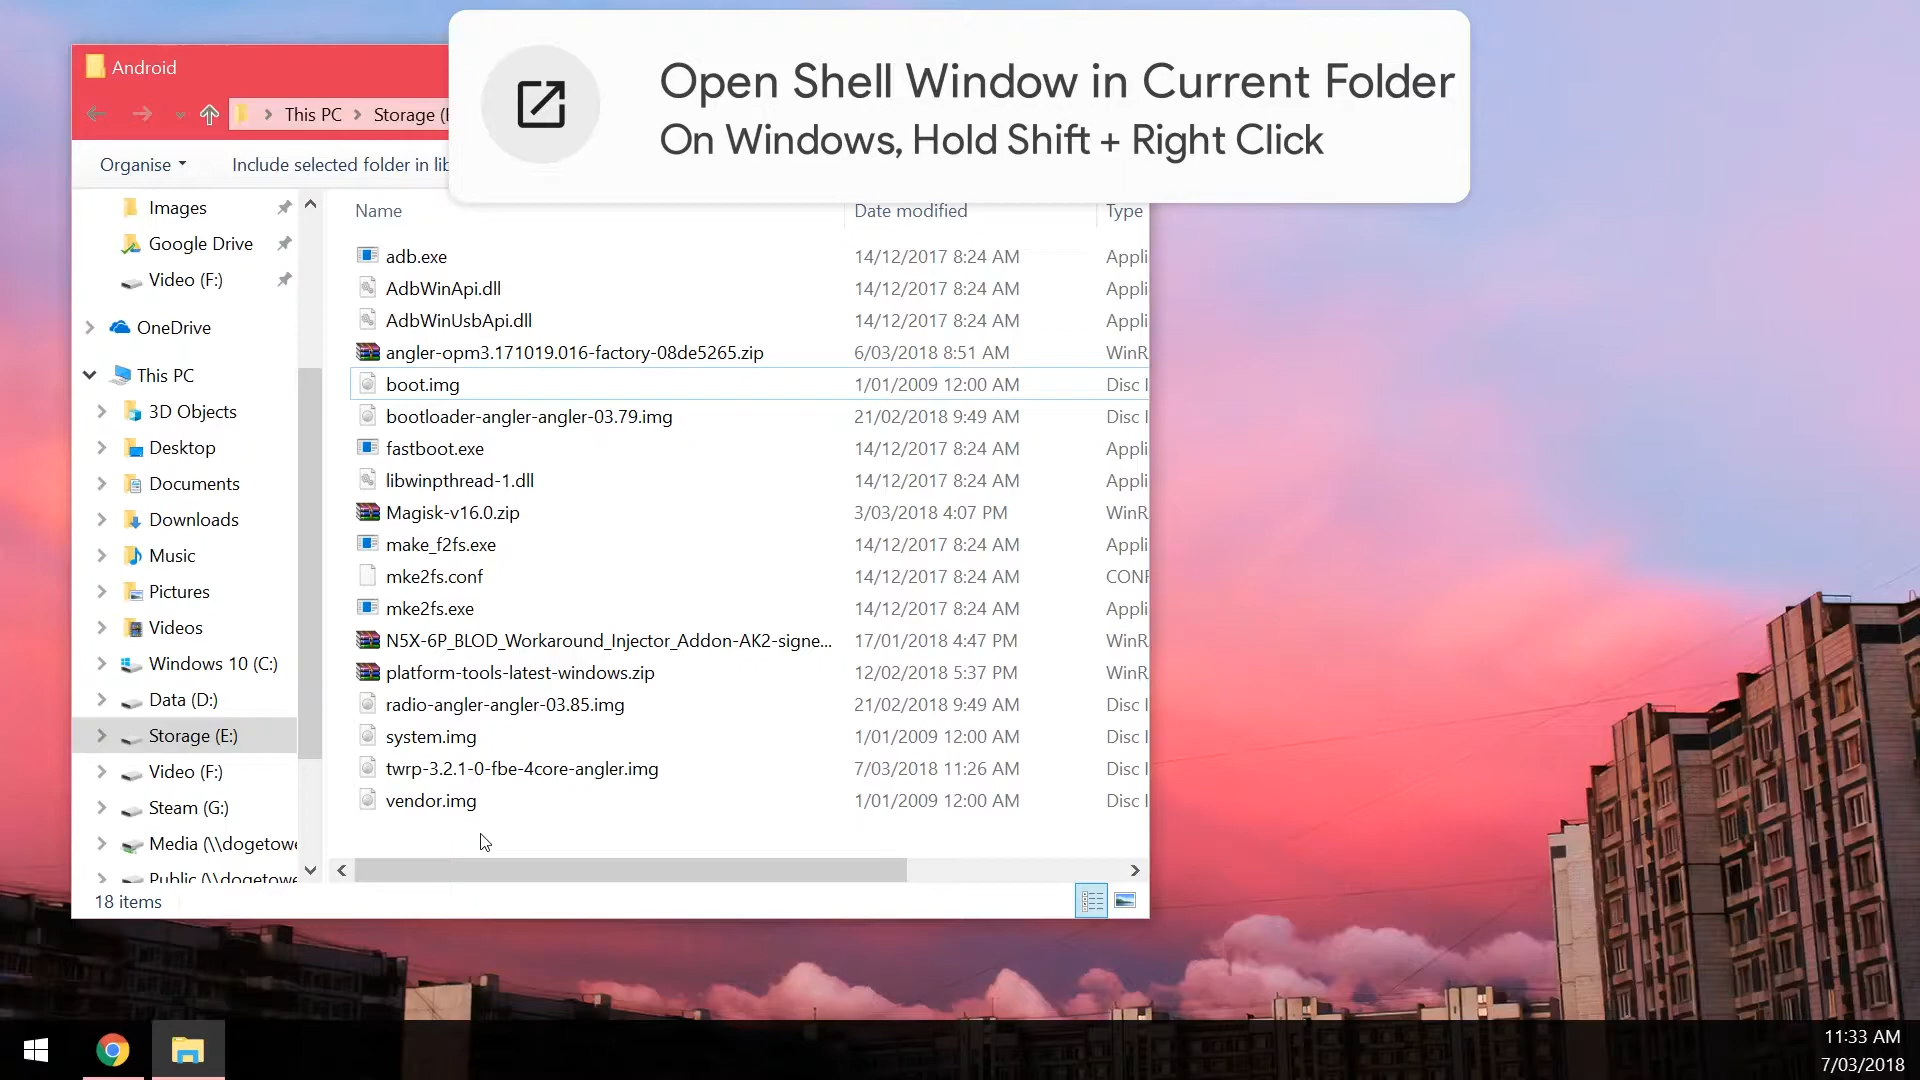 Open Shell Window in Current Folder
On Windows, Hold Shift + Right Click
Android
This PC
Storage
Organise
Include selected folder in lib
Images
Google Drive
Video (F:)
OneDrive
This PC
3D Objects
Desktop
Documents
Downloads
Music
Pictures
Videos
Windows 10 (C:)
Data (D:)
Storage (E:)
Video (F:)
Steam (G:)
Media (\\dogetowe
Public (\\dogetowe
Name Date modified Type
adb.exe 14/12/2017 8:24 AM Appli
AdbWinApi.dll 14/12/2017 8:24 AM Appli
AdbWinUsbApi.dll 14/12/2017 8:24 AM Appli
angler-opm3.171019.016-factory-08de5265.zip 6/03/2018 8:51 AM WinR
boot.img 1/01/2009 12:00 AM Disc I
bootloader-angler-angler-03.79.img 21/02/2018 9:49 AM Disc I
fastboot.exe 14/12/2017 8:24 AM Appli
libwinpthread-1.dll 14/12/2017 8:24 AM Appli
Magisk-v16.0.zip 3/03/2018 4:07 PM WinR
make_f2fs.exe 14/12/2017 8:24 AM Appli
mke2fs.conf 14/12/2017 8:24 AM CONF
mke2fs.exe 14/12/2017 8:24 AM Appli
N5X-6P_BLOD_Workaround_Injector_Addon-AK2-signe... 17/01/2018 4:47 PM WinR
platform-tools-latest-windows.zip 12/02/2018 5:37 PM WinR
radio-angler-angler-03.85.img 21/02/2018 9:49 AM Disc I
system.img 1/01/2009 12:00 AM Disc I
twrp-3.2.1-0-fbe-4core-angler.img 7/03/2018 11:26 AM Disc I
vendor.img 1/01/2009 12:00 AM Disc I
18 items
11:33 AM
7/03/2018